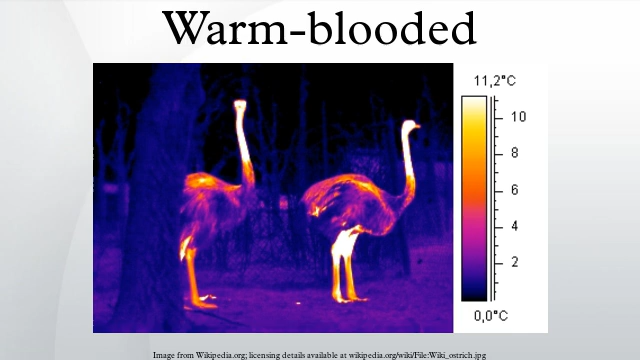 Warm-blooded
11,2°C
10
8
6
4
2
0,0°C
Image from Wikipedia.org; licensing details available at wikipedia.org/wiki/File:Wiki_ostrich.jpg